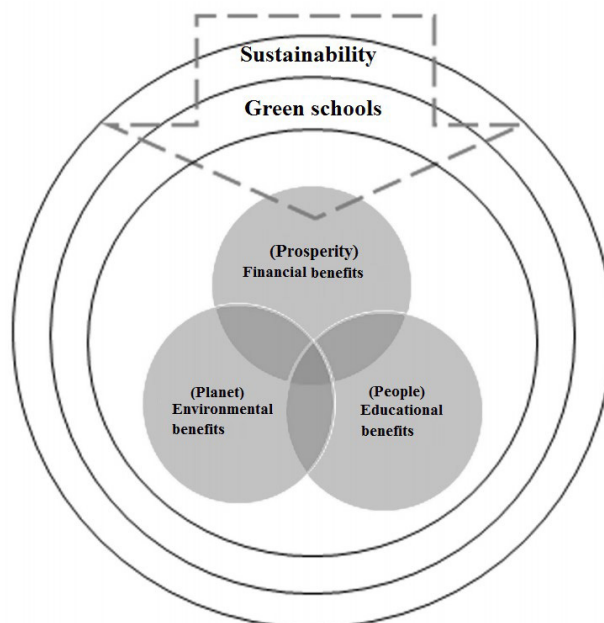 Sustainability
Green schools
(Prosperity)
Financial benefits
(Planet)
Environmental
benefits
(People)
Educational
benefits